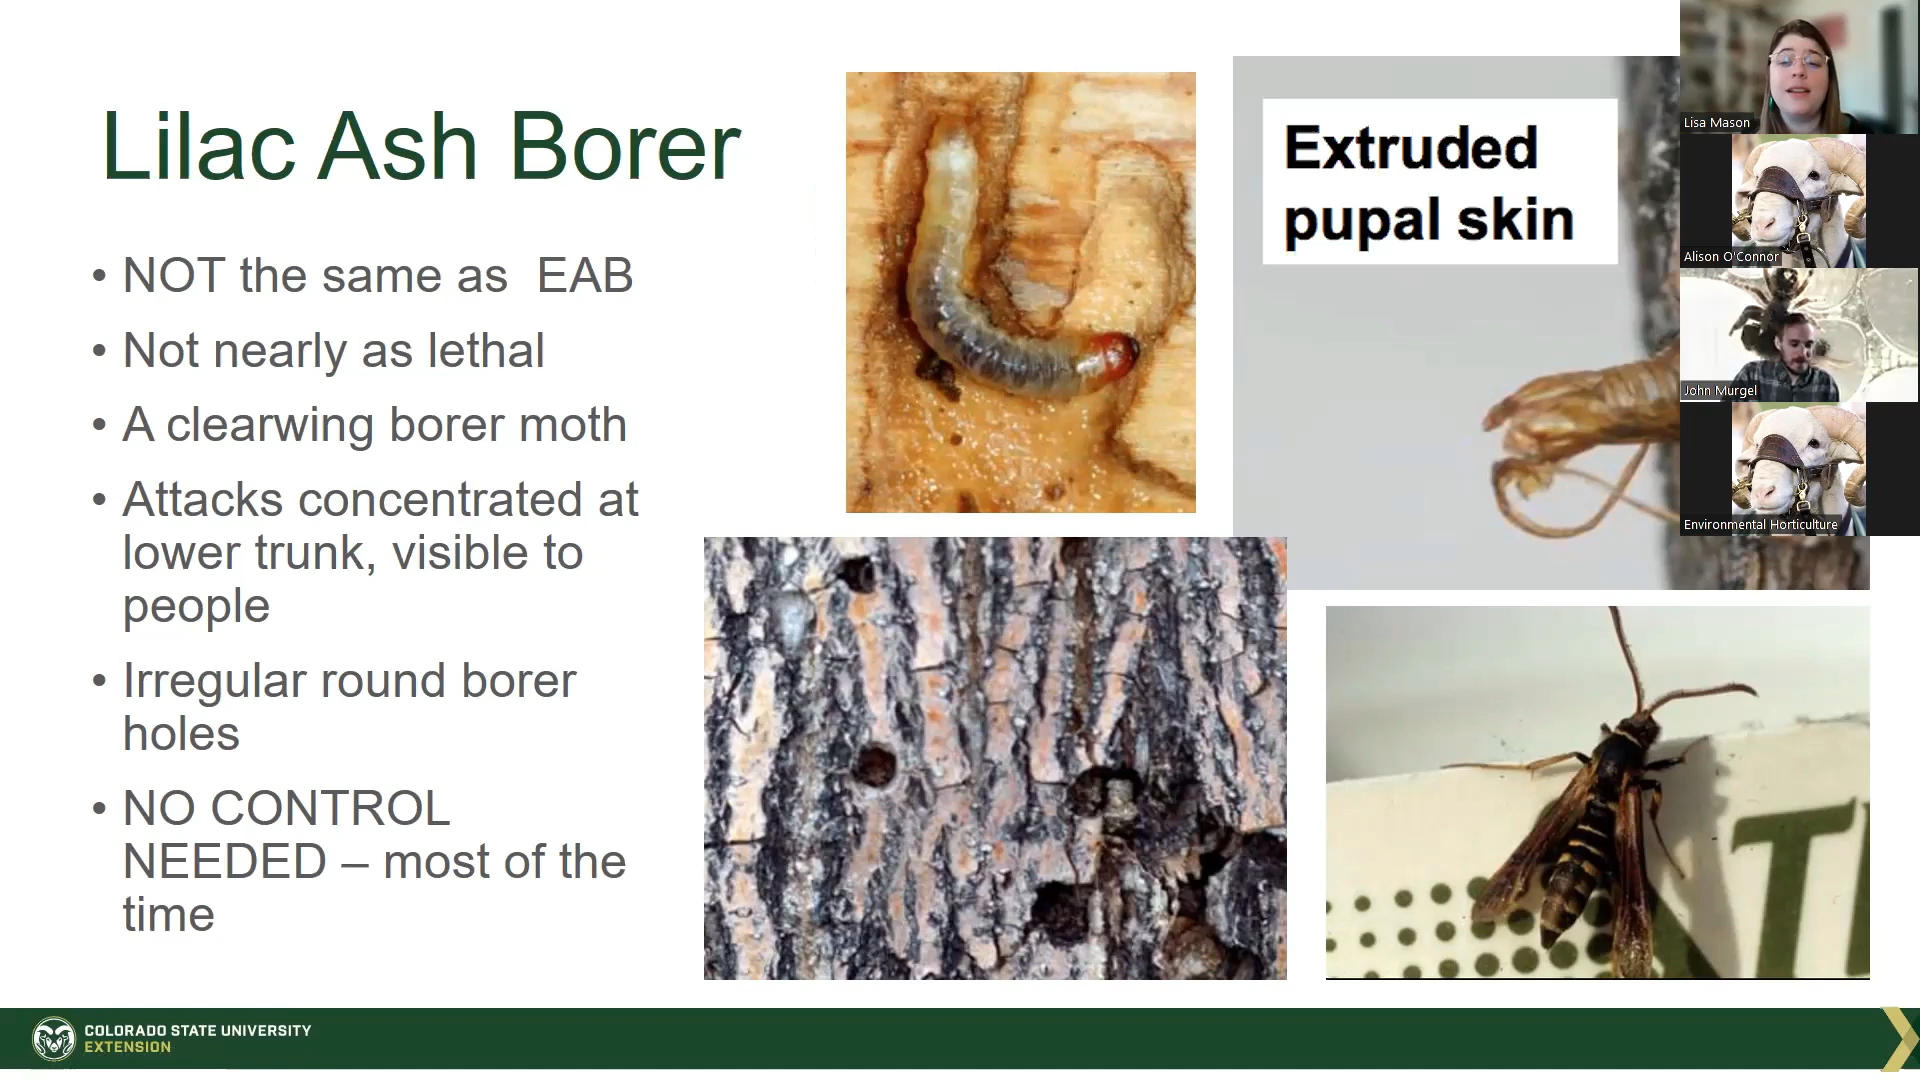 Lilac Ash Borer
• NOT the same as  EAB
• Not nearly as lethal
• A clearwing borer moth
• Attacks concentrated at
lower trunk, visible to
people
• Irregular round borer
holes
• NO CONTROL
NEEDED – most of the
time
Extruded
pupal skin
Lisa Mason
Alison O'Connor
John Murgel
Environmental Horticulture
COLORADO STATE UNIVERSITY
EXTENSION